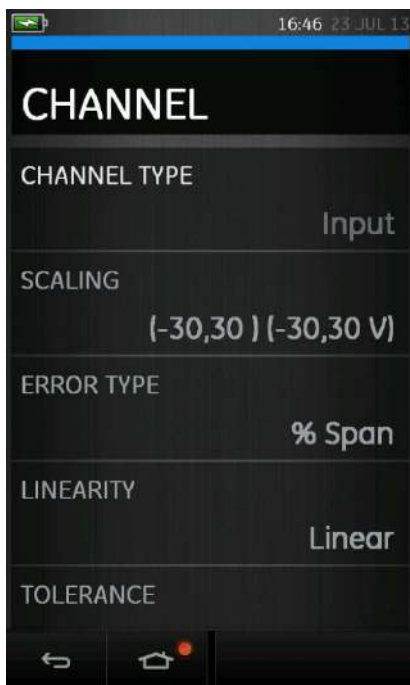 16:46 23 JUL 13
CHANNEL
CHANNEL TYPE
Input
SCALING
(-30,30 ) (-30,30 V)
ERROR TYPE
% Span
LINEARITY
Linear
TOLERANCE